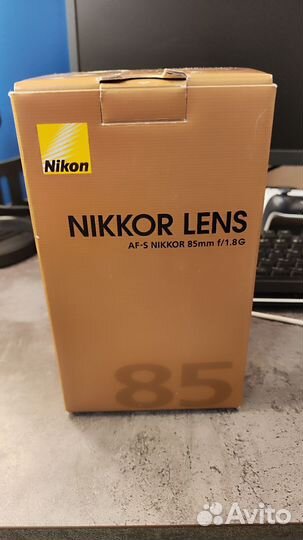 Nikon
NIKKOR LENS
AF-S NIKKOR 85mm f/1.8G
85
Avito